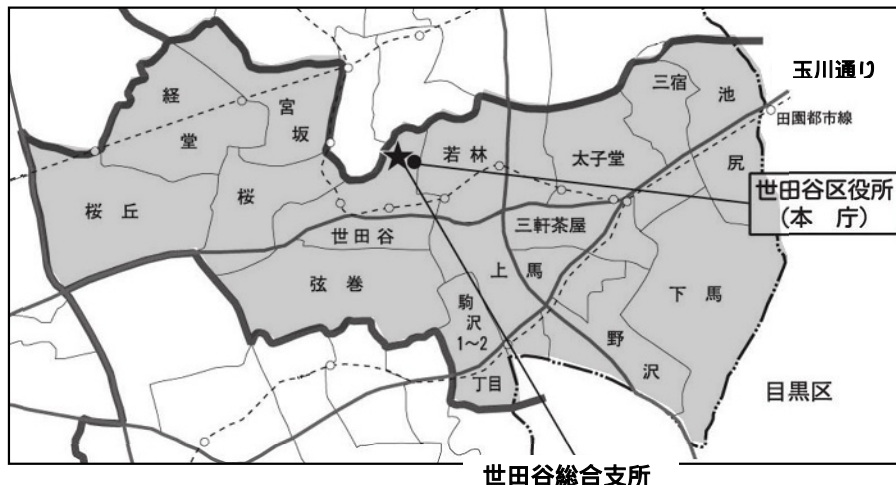 玉川通り
田園都市線
三宿
池
尻
経
堂
宮
坂
若林
太子堂
世田谷区役所
(本 庁)
桜丘
桜
世田谷
三軒茶屋
弦巻
上
馬
下馬
駒
沢
1～2
丁目
野
沢
目黒区
世田谷総合支所